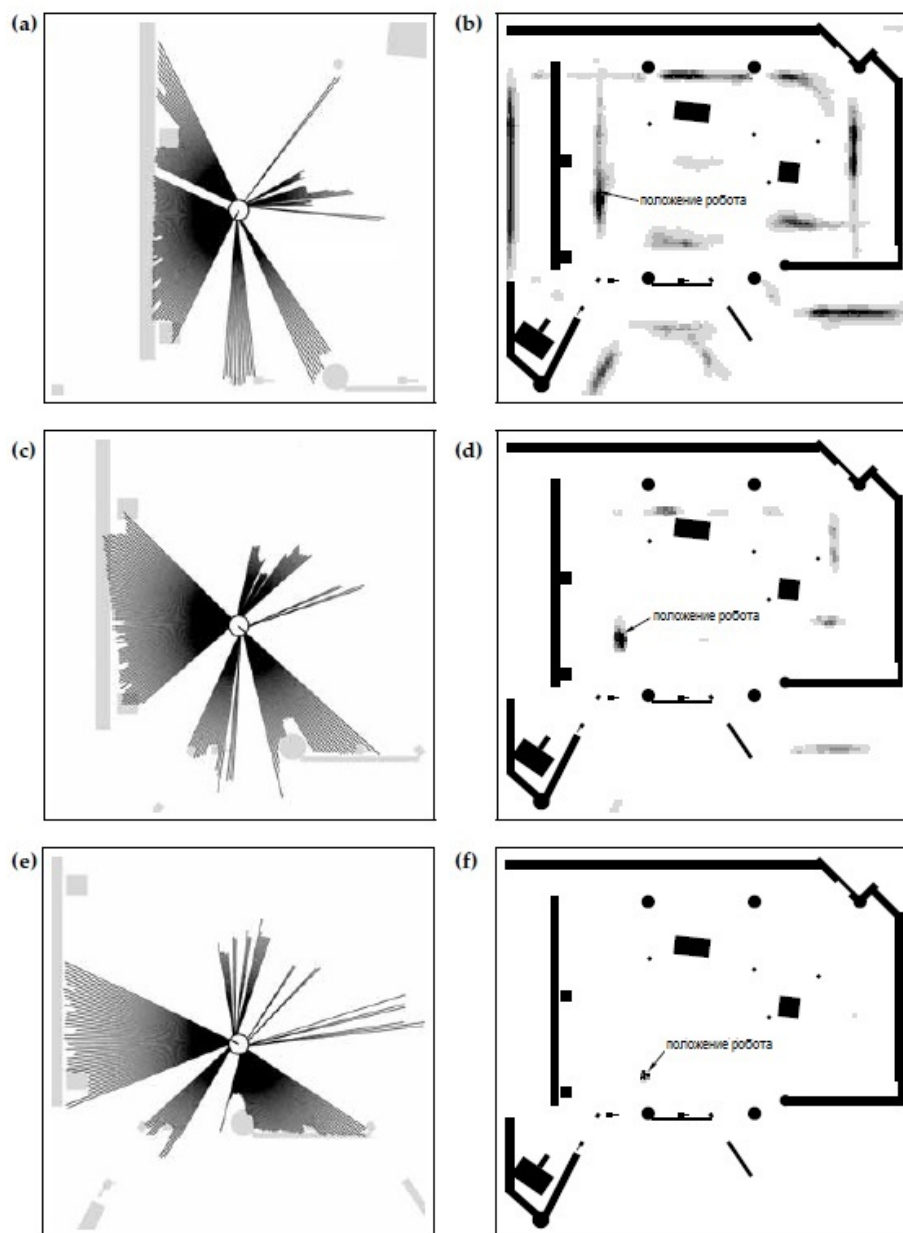 (a)
(b)
положение робота
(c)
(d)
положение робота
(e)
(f)
положение робота